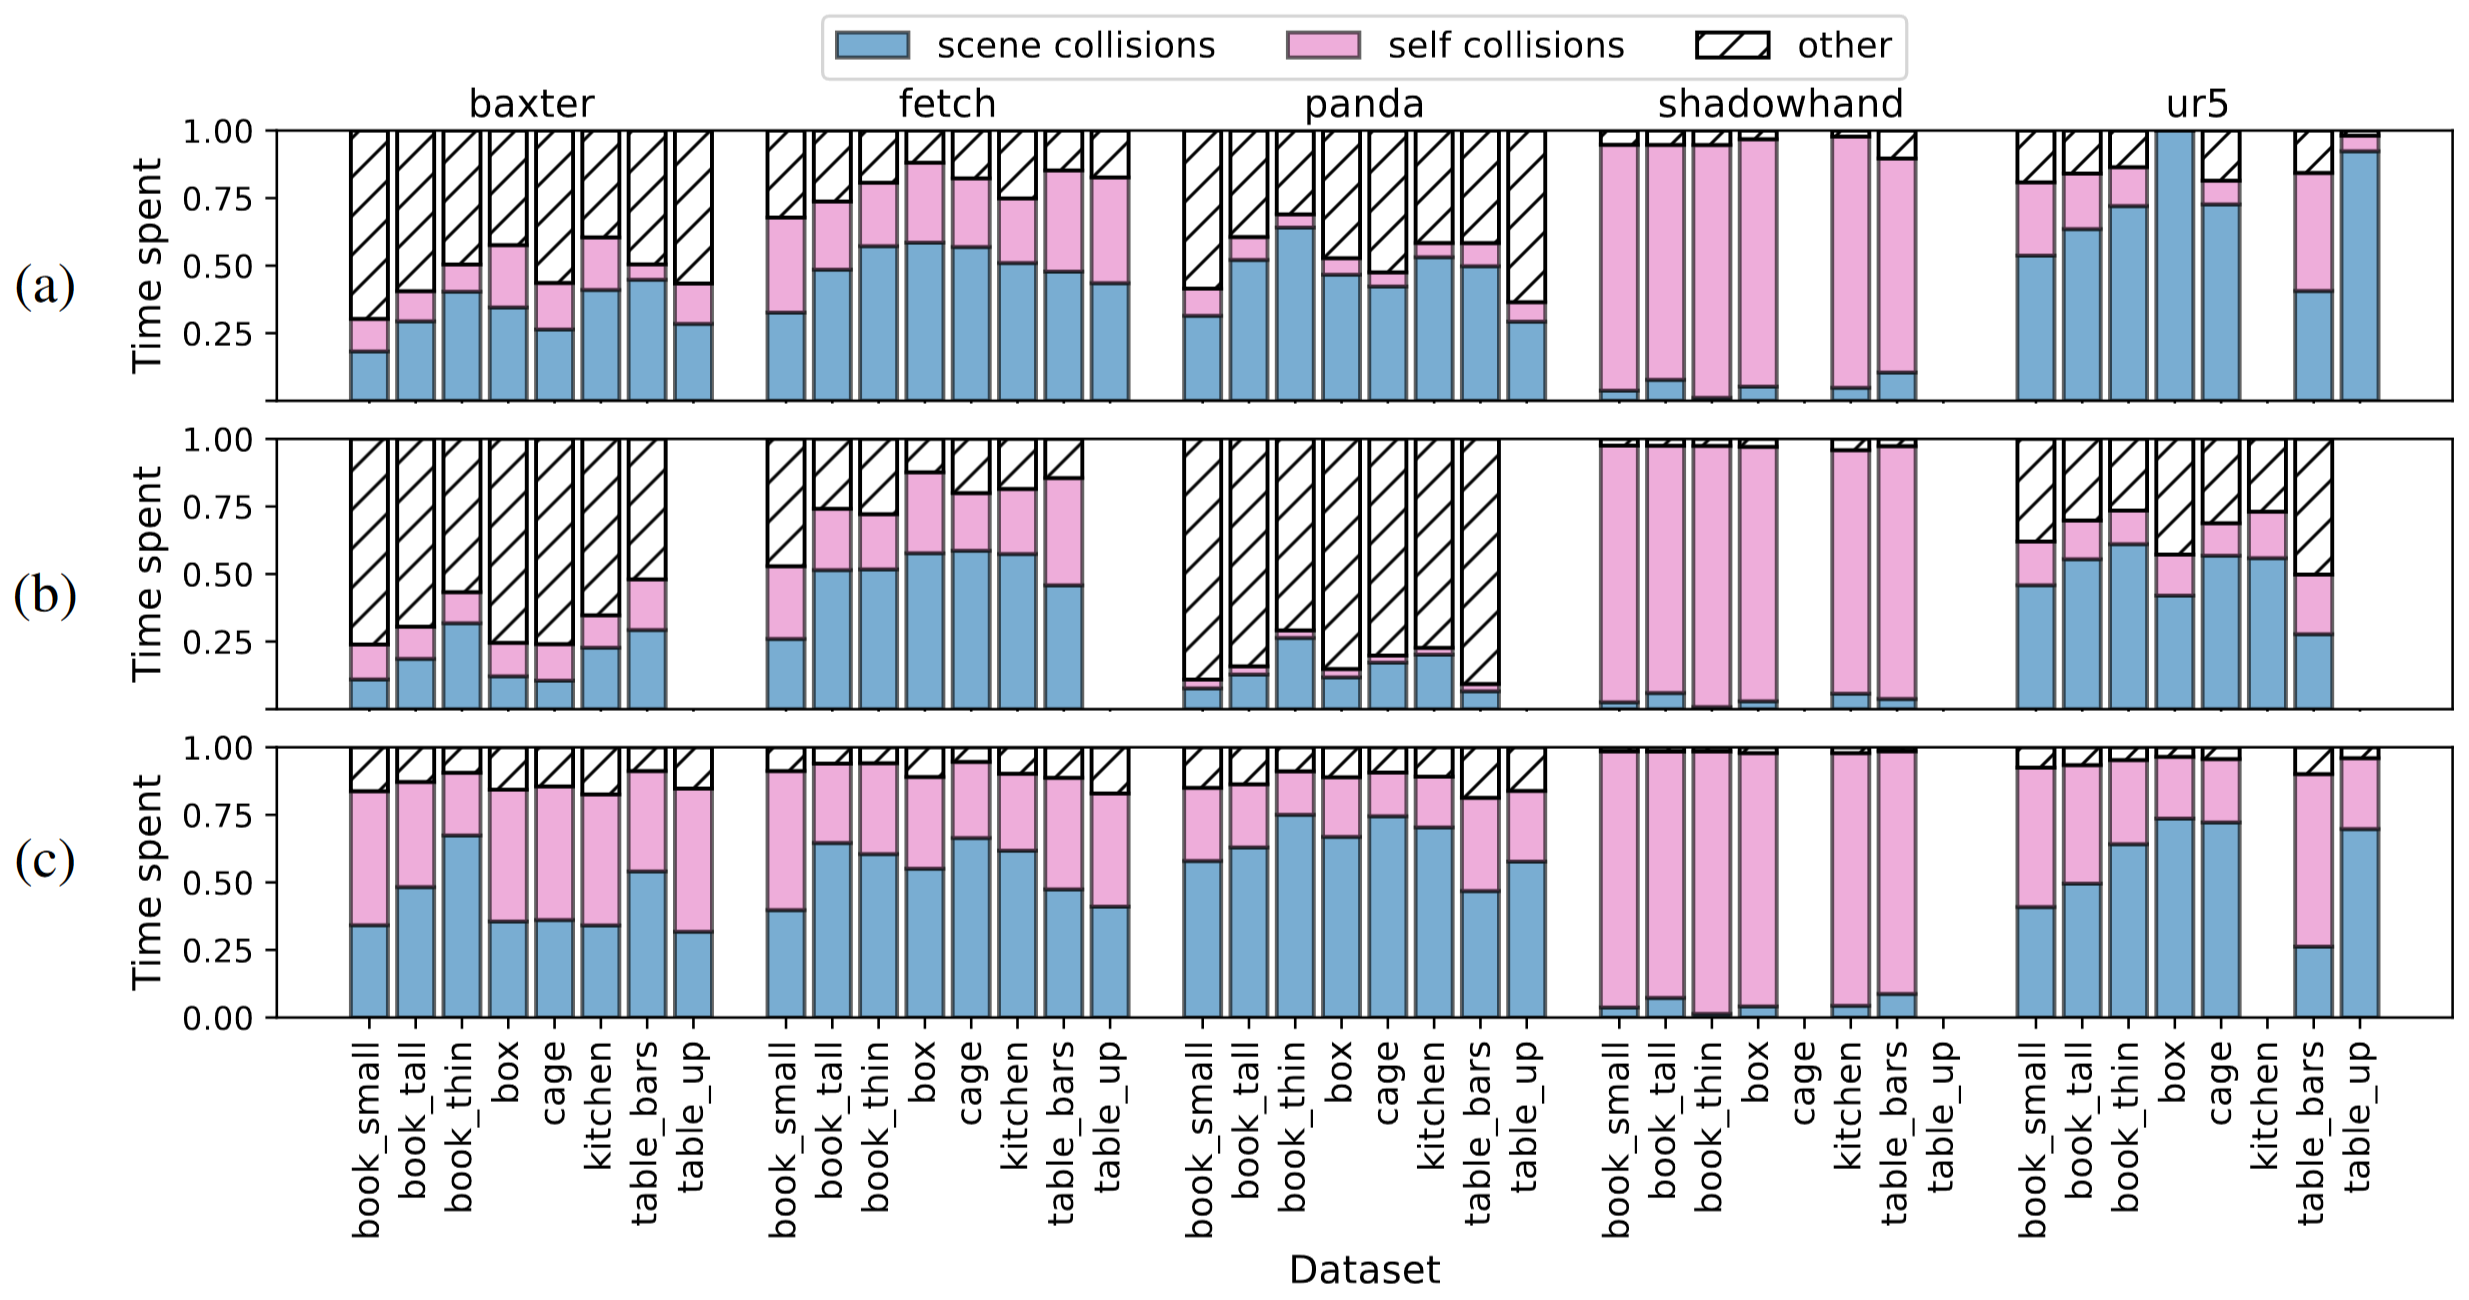 scene collisions self collisions other
baxter fetch panda shadowhand ur5
(a)
Time spent
1.00
0.75
0.50
0.25
(b)
Time spent
1.00
0.75
0.50
0.25
(c)
Time spent
1.00
0.75
0.50
0.25
0.00
book_small
book_tall
book_thin
box
cage
kitchen
table_bars
table_up
book_small
book_tall
book_thin
box
cage
kitchen
table_bars
table_up
book_small
book_tall
book_thin
box
cage
kitchen
table_bars
table_up
book_small
book_tall
book_thin
box
cage
kitchen
table_bars
table_up
book_small
book_tall
book_thin
box
cage
kitchen
table_bars
table_up
Dataset